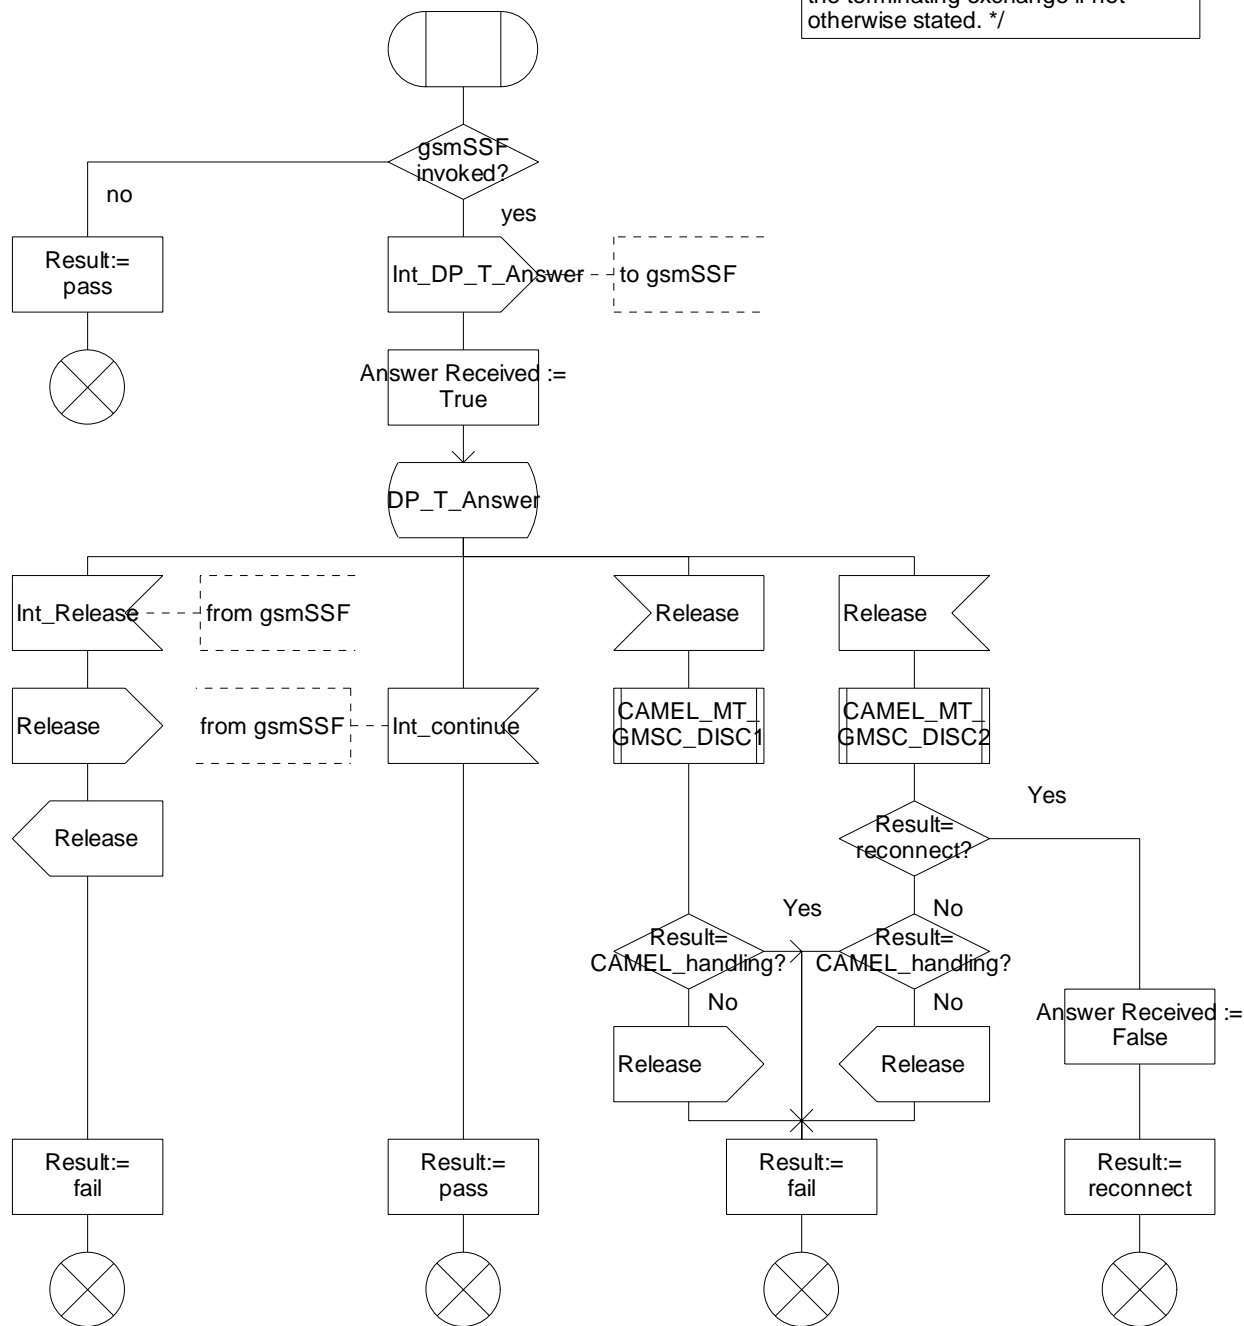 the terminating exchange if not
otherwise stated. */
gsmSSF
invoked?
no
yes
Result:=
pass
Int_DP_T_Answer
to gsmSSF
Answer Received :=
True
DP_T_Answer
Int_Release
from gsmSSF
Release
Release
Release
from gsmSSF
Int_continue
CAMEL_MT_
GMSC_DISC1
CAMEL_MT_
GMSC_DISC2
Release
Result=
reconnect?
Yes
Yes
No
Result=
CAMEL_handling?
Result=
CAMEL_handling?
No
No
Answer Received :=
False
Release
Release
Result:=
fail
Result:=
pass
Result:=
fail
Result:=
reconnect